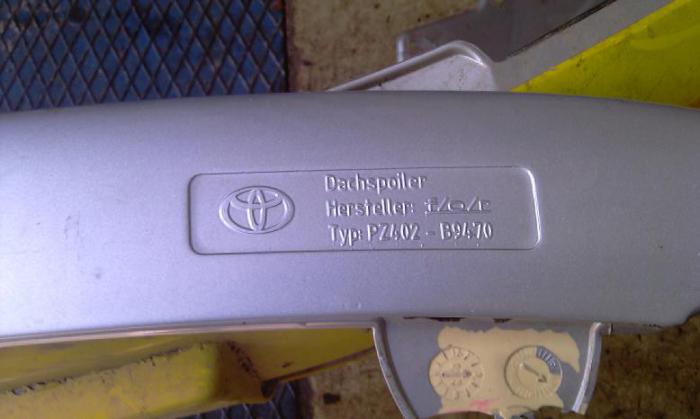 Dachspoiler
Hersteller:
Typ: PZ402 - B9470